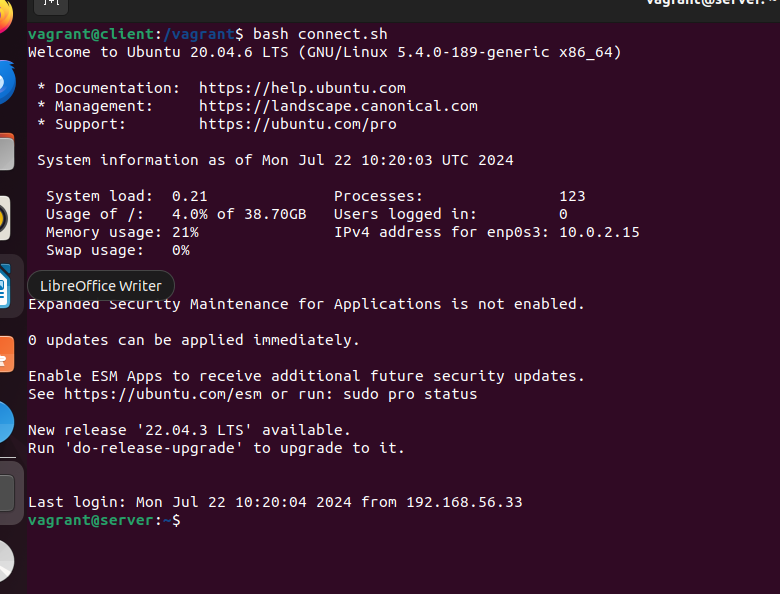 vagrant@server: ~
vagrant@client:/vagrant$ bash connect.sh
Welcome to Ubuntu 20.04.6 LTS (GNU/Linux 5.4.0-189-generic x86_64)
* Documentation: https://help.ubuntu.com
* Management: https://landscape.canonical.com
* Support: https://ubuntu.com/pro
System information as of Mon Jul 22 10:20:03 UTC 2024
System load: 0.21 Processes: 123
Usage of /: 4.0% of 38.70GB Users logged in: 0
Memory usage: 21% IPv4 address for enp0s3: 10.0.2.15
Swap usage: 0%
LibreOffice Writer
Expanded Security Maintenance for Applications is not enabled.
0 updates can be applied immediately.
Enable ESM Apps to receive additional future security updates.
See https://ubuntu.com/esm or run: sudo pro status
New release '22.04.3 LTS' available.
Run 'do-release-upgrade' to upgrade to it.
Last login: Mon Jul 22 10:20:04 2024 from 192.168.56.33
vagrant@server:~$